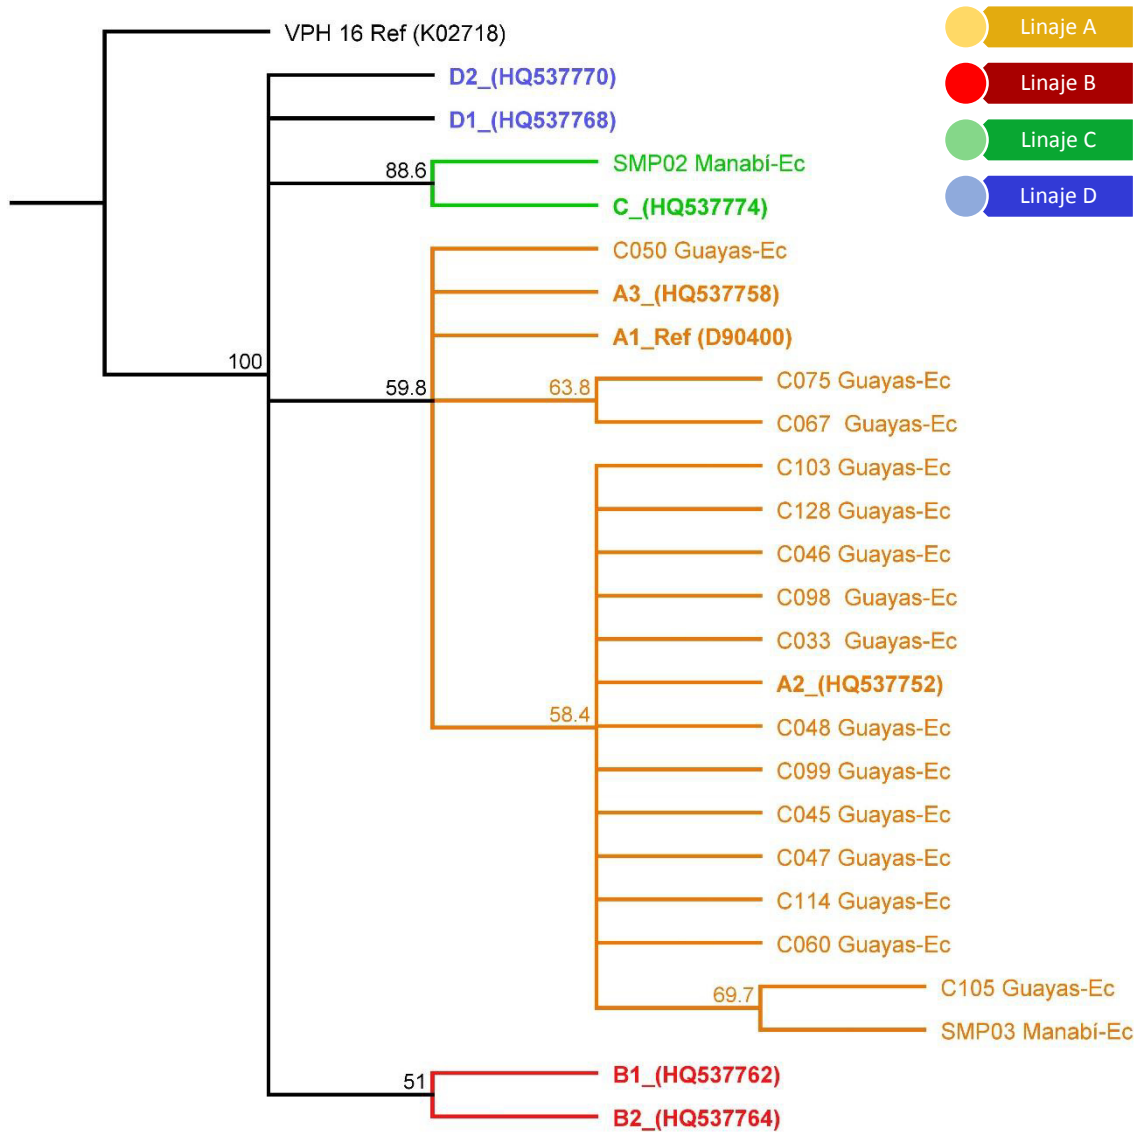 VPH 16 Ref (K02718)
D2_(HQ537770)
D1_(HQ537768)
88.6
SMP02 Manabí-Ec
C_(HQ537774)
C050 Guayas-Ec
A3_(HQ537758)
A1_Ref (D90400)
100
59.8
63.8
C075 Guayas-Ec
C067 Guayas-Ec
C103 Guayas-Ec
C128 Guayas-Ec
C046 Guayas-Ec
C098 Guayas-Ec
C033 Guayas-Ec
A2_(HQ537752)
58.4
C048 Guayas-Ec
C099 Guayas-Ec
C045 Guayas-Ec
C047 Guayas-Ec
C114 Guayas-Ec
C060 Guayas-Ec
69.7
C105 Guayas-Ec
SMP03 Manabí-Ec
51
B1_(HQ537762)
B2_(HQ537764)
Linaje A
Linaje B
Linaje C
Linaje D